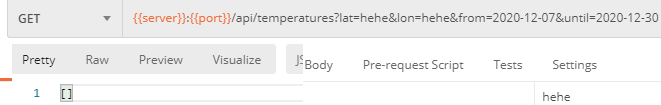 GET {{server}}:{{port}}/api/temperatures?lat=hehe&lon=hehe&from=2020-12-07&until=2020-12-30
Pretty Raw Preview Visualize
Body Pre-request Script Tests Settings
1 []
hehe